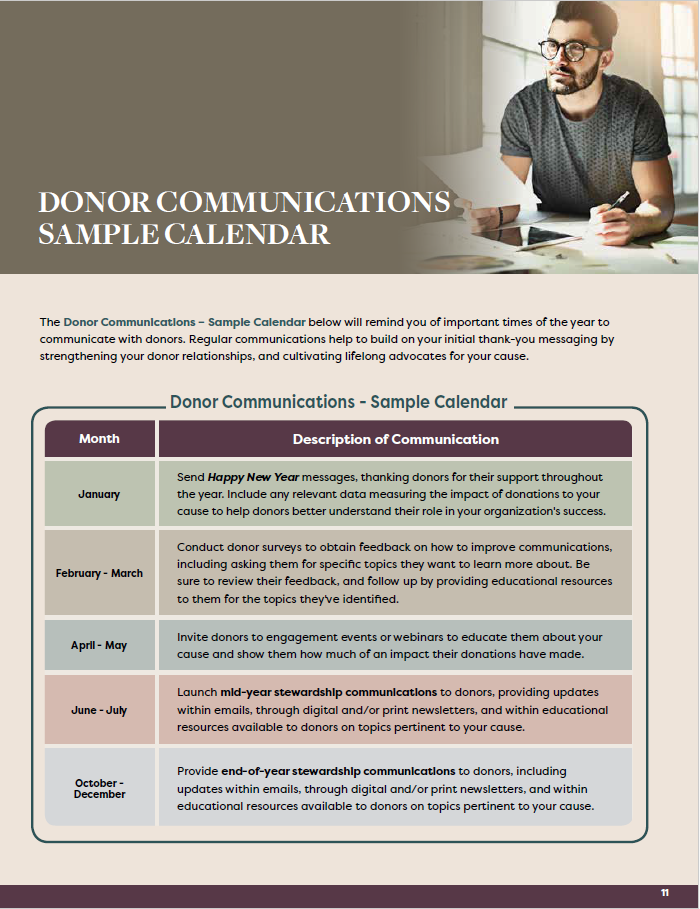 DONOR COMMUNICATIONS
SAMPLE CALENDAR
The Donor Communications – Sample Calendar below will remind you of important times of the year to
communicate with donors. Regular communications help to build on your initial thank-you messaging by
strengthening your donor relationships, and cultivating lifelong advocates for your cause.
Donor Communications - Sample Calendar
Month
Description of Communication
January
Send Happy New Year messages, thanking donors for their support throughout
the year. Include any relevant data measuring the impact of donations to your
cause to help donors better understand their role in your organization's success.
February - March
Conduct donor surveys to obtain feedback on how to improve communications,
including asking them for specific topics they want to learn more about. Be
sure to review their feedback, and follow up by providing educational resources
to them for the topics they've identified.
April - May
Invite donors to engagement events or webinars to educate them about your
cause and show them how much of an impact their donations have made.
June - July
Launch mid-year stewardship communications to donors, providing updates
within emails, through digital and/or print newsletters, and within educational
resources available to donors on topics pertinent to your cause.
October -
December
Provide end-of-year stewardship communications to donors, including
updates within emails, through digital and/or print newsletters, and within
educational resources available to donors on topics pertinent to your cause.
11